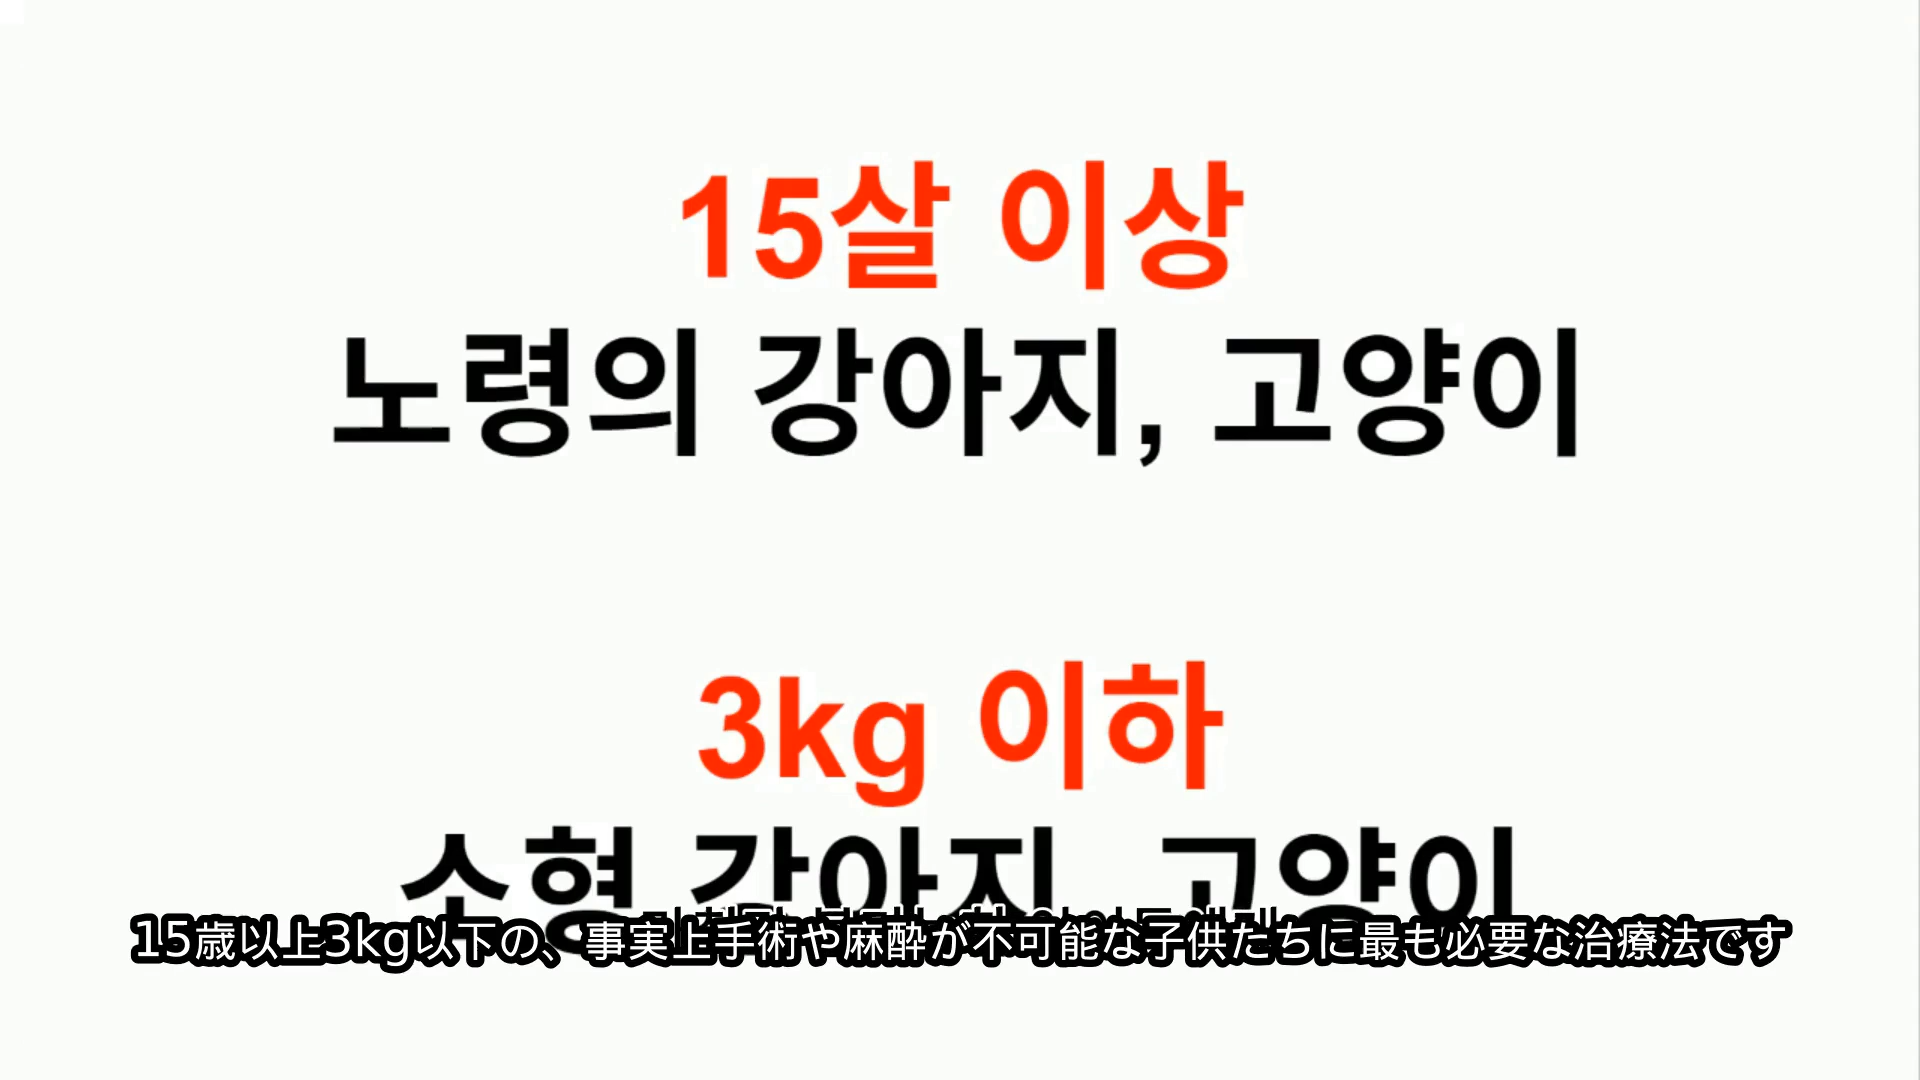 15살 이상
노령의 강아지, 고양이
3kg 이하
소형 강아지, 고양이
15歳以上3kg以下の、事実上手術や麻酔が不可能な子供たちに最も必要な治療法です